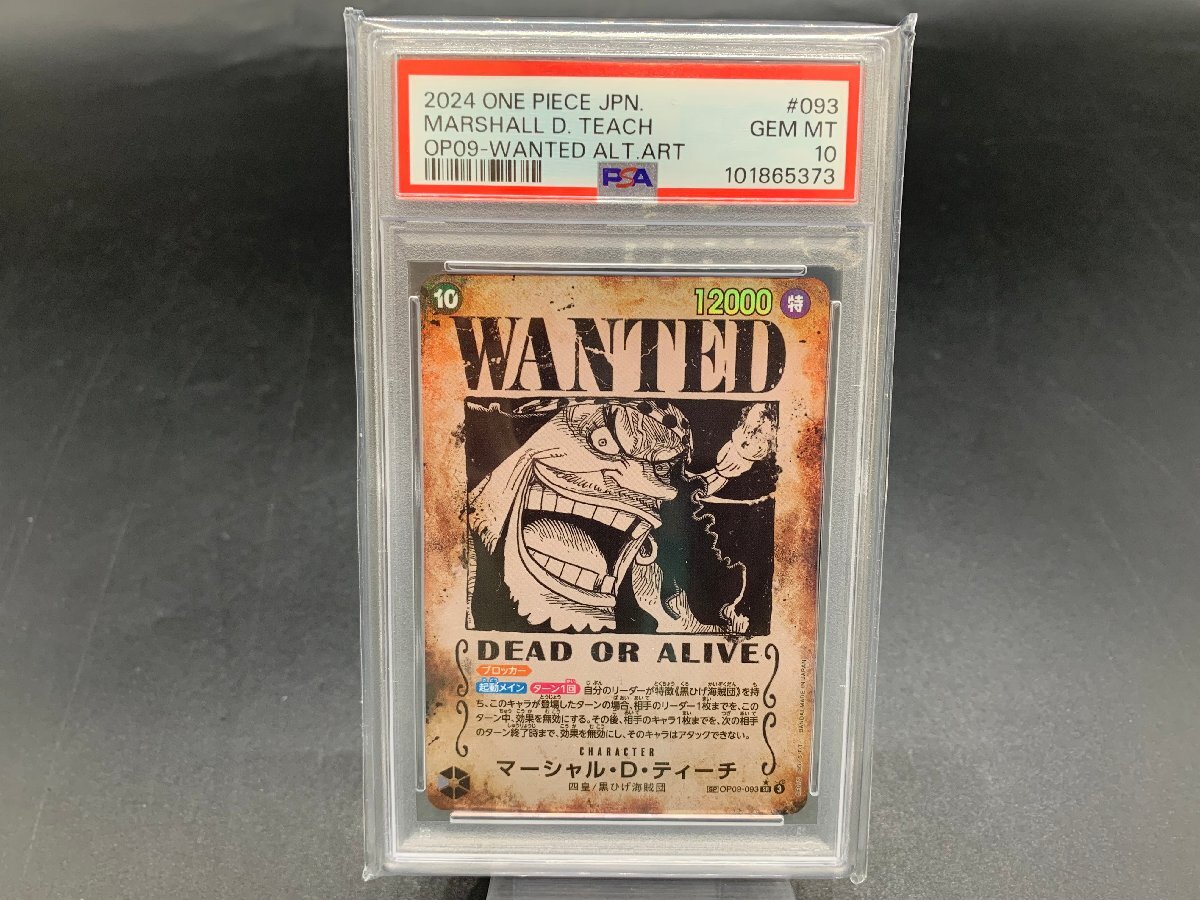 2024 ONE PIECE JPN. #093
MARSHALL D. TEACH GEM MT
OP09-WANTED ALT.ART 10
PSA 101865373
10 12000 特
WANTED
DEAD OR ALIVE
ブロッカー
起動メイン ターン1回 自分のリーダーが特徴《黒ひげ海賊団》を持
ち、このキャラが登場したターンの場合、相手のリーダー1枚までを、この
ターン中、効果を無効にする。その後、相手のキャラ1枚までを、次の相手
のターン終了時まで、効果を無効にし、そのキャラはアタックできない。
CHARACTER
マーシャル・D・ティーチ
四皇/黒ひげ海賊団
SP OP09-093 SR 3